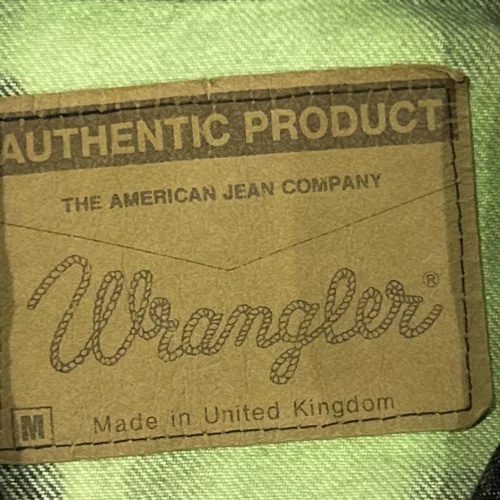 AUTHENTIC PRODUCT
THE AMERICAN JEAN COMPANY
Wrangler®
M
Made in United Kingdom